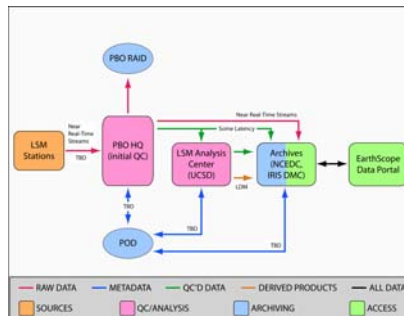 PBO RAID
Near
Real-Time
Streams
Near Real-Time Streams
Some Latency
LSM
Stations
TBD
PBO HQ
(initial QC)
LSM Analysis
Center
(UCSD)
LDM
Archives
(NCEDC,
IRIS DMC)
EarthScope
Data Portal
TBD
TBD
TBD
POD
RAW DATA
METADATA
QC'D DATA
DERIVED PRODUCTS
ALL DATA
SOURCES
QC/ANALYSIS
ARCHIVING
ACCESS